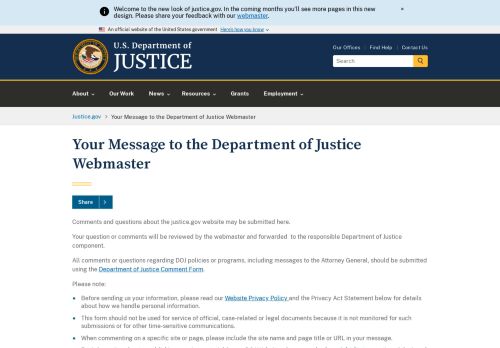 Welcome to the new look of justice.gov. In the coming months you'll see more pages in this new
design. Please share your feedback with our webmaster.
×
An official website of the United States government Here's how you know
U.S. Department of
JUSTICE
Our Offices | Find Help | Contact Us
Search
About Our Work News Resources Grants Employment
Justice.gov > Your Message to the Department of Justice Webmaster
Your Message to the Department of Justice
Webmaster
Share >
Comments and questions about the justice.gov website may be submitted here.
Your question or comments will be reviewed by the webmaster and forwarded to the responsible Department of Justice
component.
All comments or questions regarding DOJ policies or programs, including messages to the Attorney General, should be submitted
using the Department of Justice Comment Form.
Please note:
• Before sending us your information, please read our Website Privacy Policy and the Privacy Act Statement below for details
about how we handle personal information.
• This form should not be used for service of official, case-related or legal documents because it is not monitored for such
submissions or for other time-sensitive communications.
• When commenting on a specific site or page, please include the site name and page title or URL in your message.